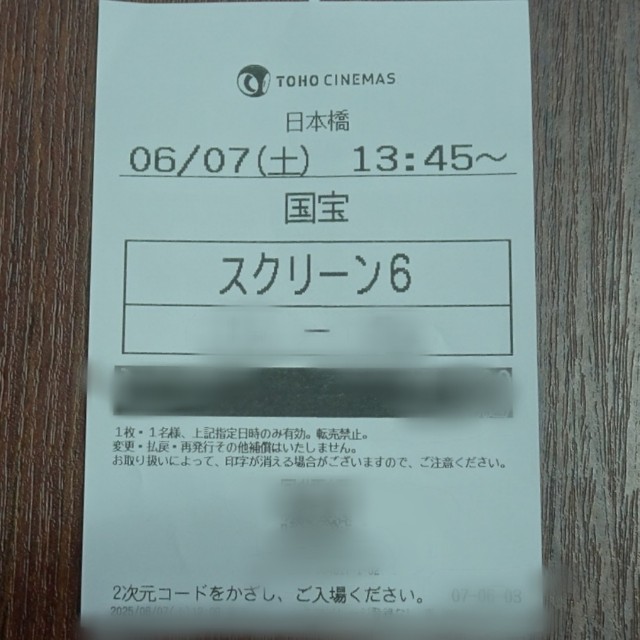 TOHO CINEMAS
日本橋
06/07(土) 13:45～
国宝
スクリーン6
―
1枚・1名様、上記指定日時のみ有効。転売禁止。
変更・払戻・再発行その他補償はいたしません。
お取り扱いによって、印字が消える場合がございますので、ご注意ください。
2次元コードをかざし、ご入場ください。
2025/06/07